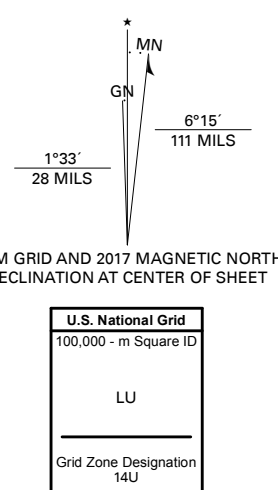 ★
MN
GN
6°15´
111 MILS
1°33´
28 MILS
M GRID AND 2017 MAGNETIC NORTH
ECLINATION AT CENTER OF SHEET
U.S. National Grid
100,000 - m Square ID
LU
Grid Zone Designation
14U